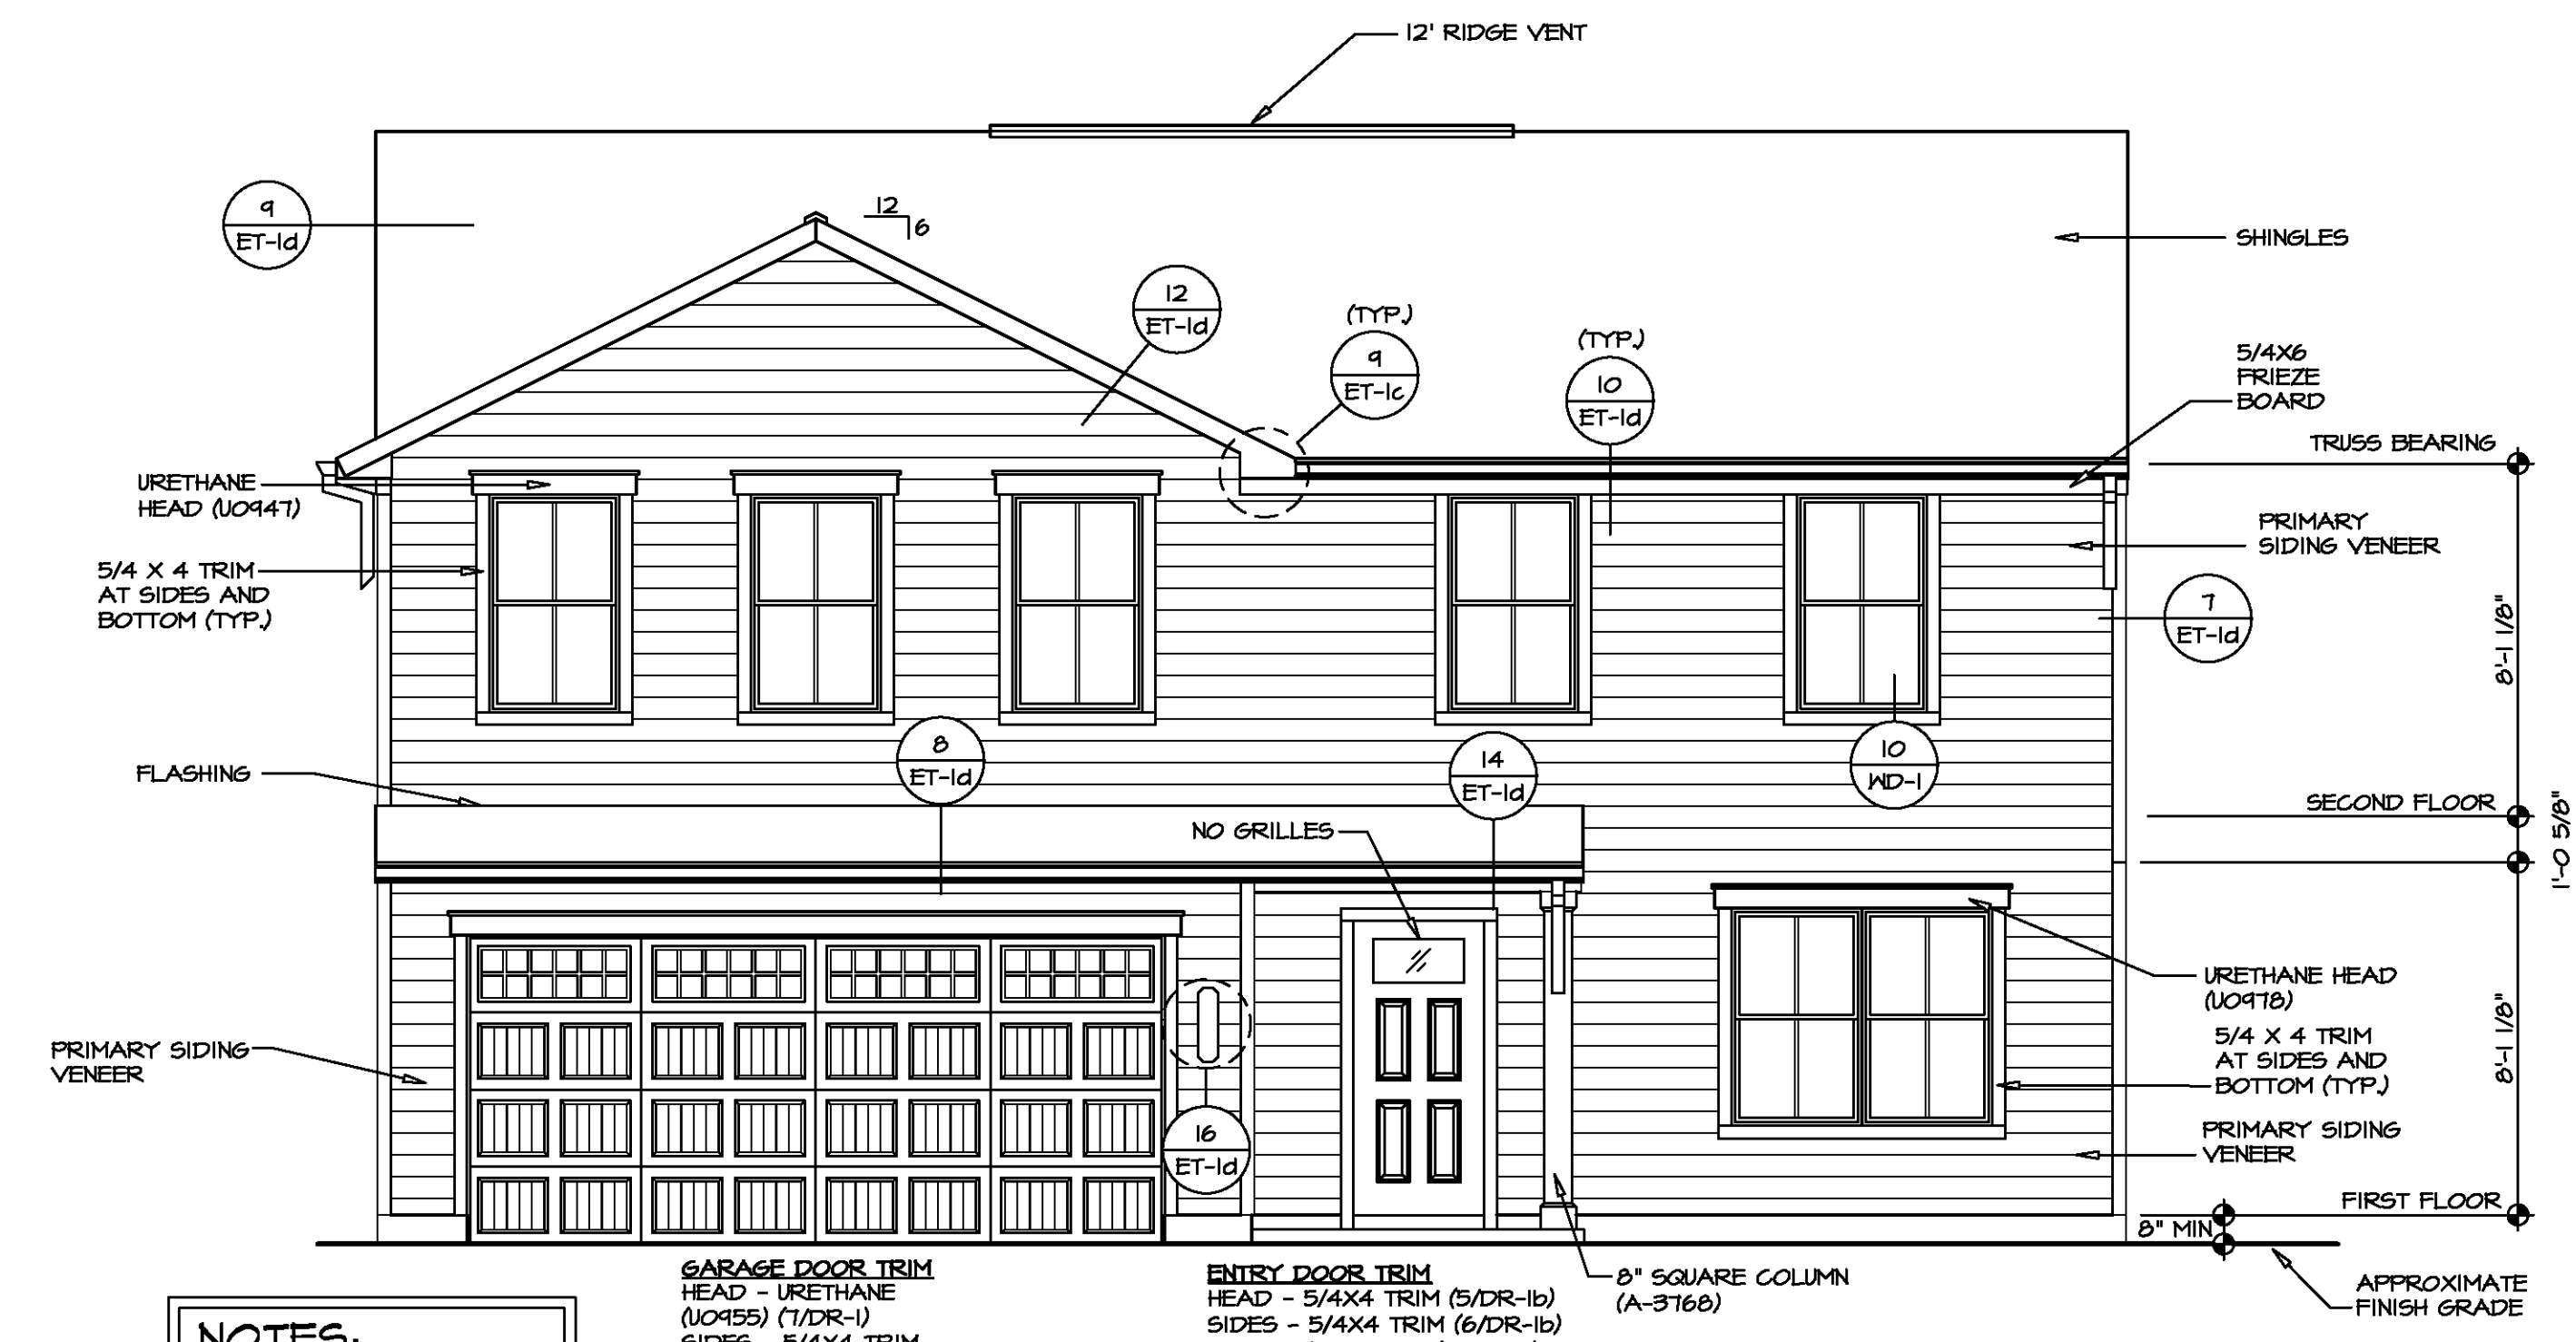 12' RIDGE VENT
9
ET-1d
12
6
SHINGLES
12
ET-1d
(TYP.)
9
ET-1c
(TYP.)
10
ET-1d
5/4X6
FRIEZE
BOARD
TRUSS BEARING
URETHANE
HEAD (U0947)
PRIMARY
SIDING VENEER
5/4 X 4 TRIM
AT SIDES AND
BOTTOM (TYP.)
7
ET-1d
8'-1 1/8"
8
ET-1d
14
ET-1d
10
WD-1
FLASHING
SECOND FLOOR
1'-0 5/8"
NO GRILLES
URETHANE HEAD
(U0978)
5/4 X 4 TRIM
AT SIDES AND
BOTTOM (TYP.)
8'-1 1/8"
PRIMARY SIDING
VENEER
16
ET-1d
PRIMARY SIDING
VENEER
FIRST FLOOR
8" MIN
GARAGE DOOR TRIM
HEAD - URETHANE
(U0955) (7/DR-1)
SIDES - 5/4X4 TRIM
ENTRY DOOR TRIM
HEAD - 5/4X4 TRIM (5/DR-1b)
SIDES - 5/4X4 TRIM (6/DR-1b)
8" SQUARE COLUMN
(A-3768)
APPROXIMATE
FINISH GRADE
NOTES: